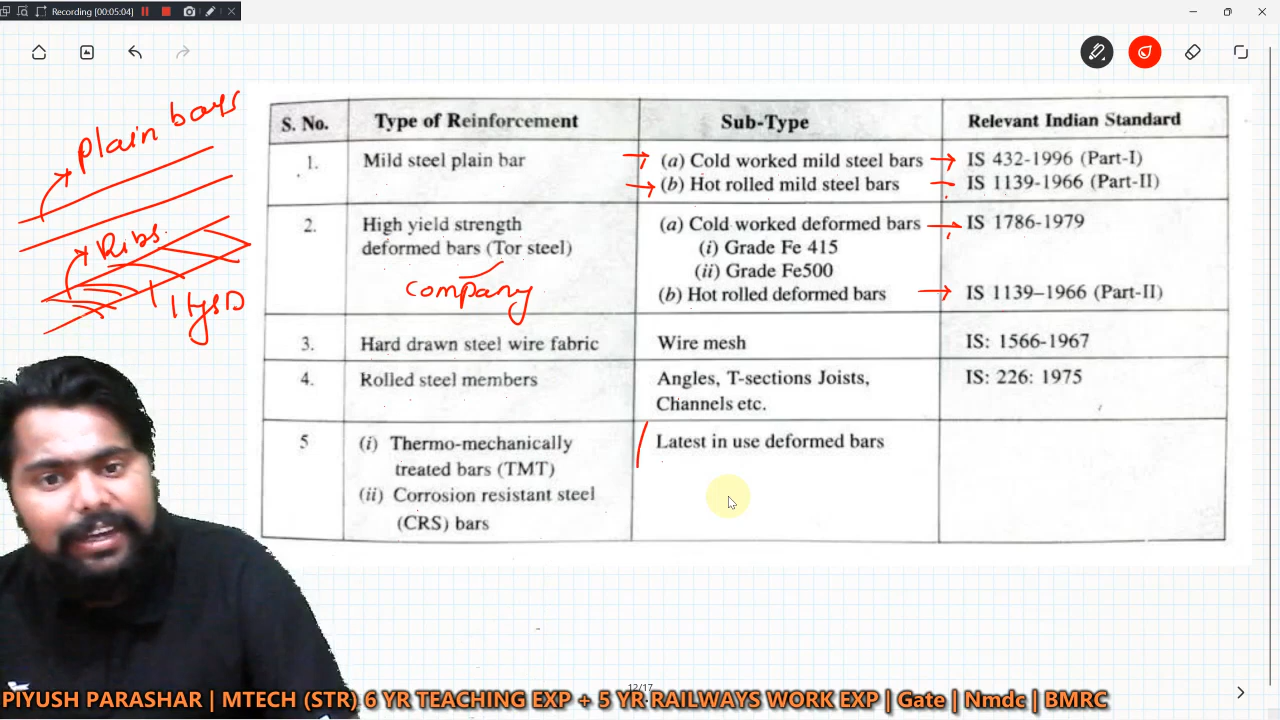 Recording [00:05:04]
plain bars
Ribs.
HYSD
S. No. Type of Reinforcement Sub-Type Relevant Indian Standard
1. Mild steel plain bar (a) Cold worked mild steel bars IS 432-1996 (Part-I)
(b) Hot rolled mild steel bars IS 1139-1966 (Part-II)
2. High yield strength (a) Cold worked deformed bars IS 1786-1979
deformed bars (Tor steel) (i) Grade Fe 415
(ii) Grade Fe500
company
(b) Hot rolled deformed bars IS 1139–1966 (Part-II)
3. Hard drawn steel wire fabric Wire mesh IS: 1566-1967
4. Rolled steel members Angles, T-sections Joists, IS: 226: 1975
Channels etc.
5 (i) Thermo-mechanically Latest in use deformed bars
treated bars (TMT)
(ii) Corrosion resistant steel
(CRS) bars
12/17
PIYUSH PARASHAR | MTECH (STR) 6 YR TEACHING EXP + 5 YR RAILWAYS WORK EXP | Gate | Nmdc | BMRC